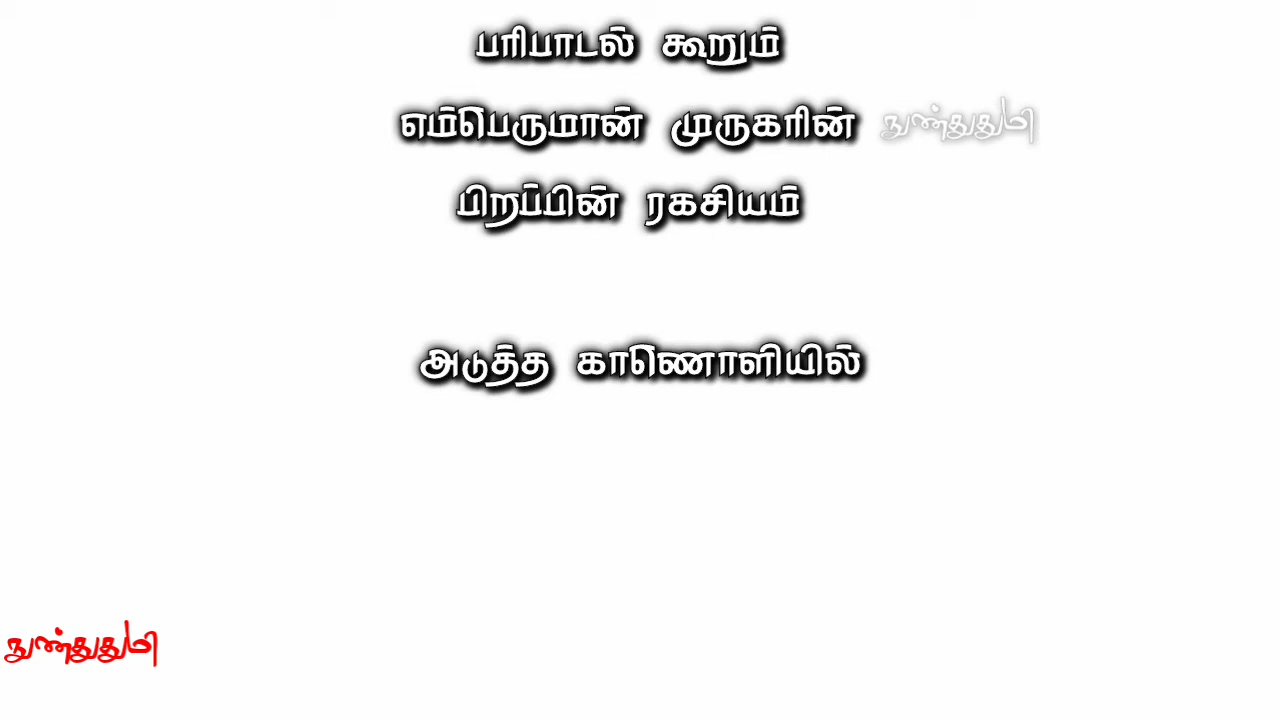 பரிபாடல் கூறும்
எம்பெருமான் முருகரின் நுண்துதுமி
பிறப்பின் ரகசியம்
அடுத்த காணொளியில்
நுண்துதுமி